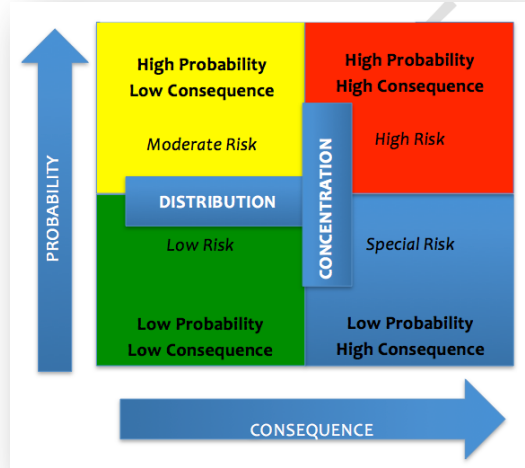 High Probability
Low Consequence
Moderate Risk
High Probability
High Consequence
High Risk
PROBABILITY
DISTRIBUTION
CONCENTRATION
Low Risk
Special Risk
Low Probability
Low Consequence
Low Probability
High Consequence
CONSEQUENCE